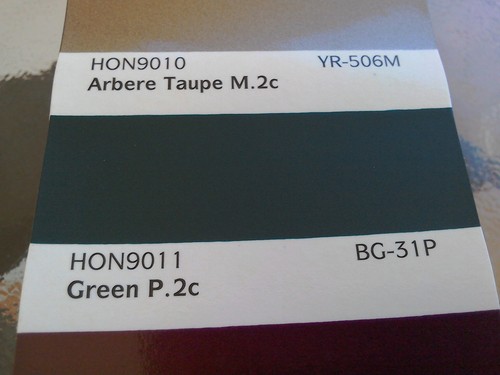 HON9010 YR-506M
Arbere Taupe M.2c
HON9011 BG-31P
Green P.2c